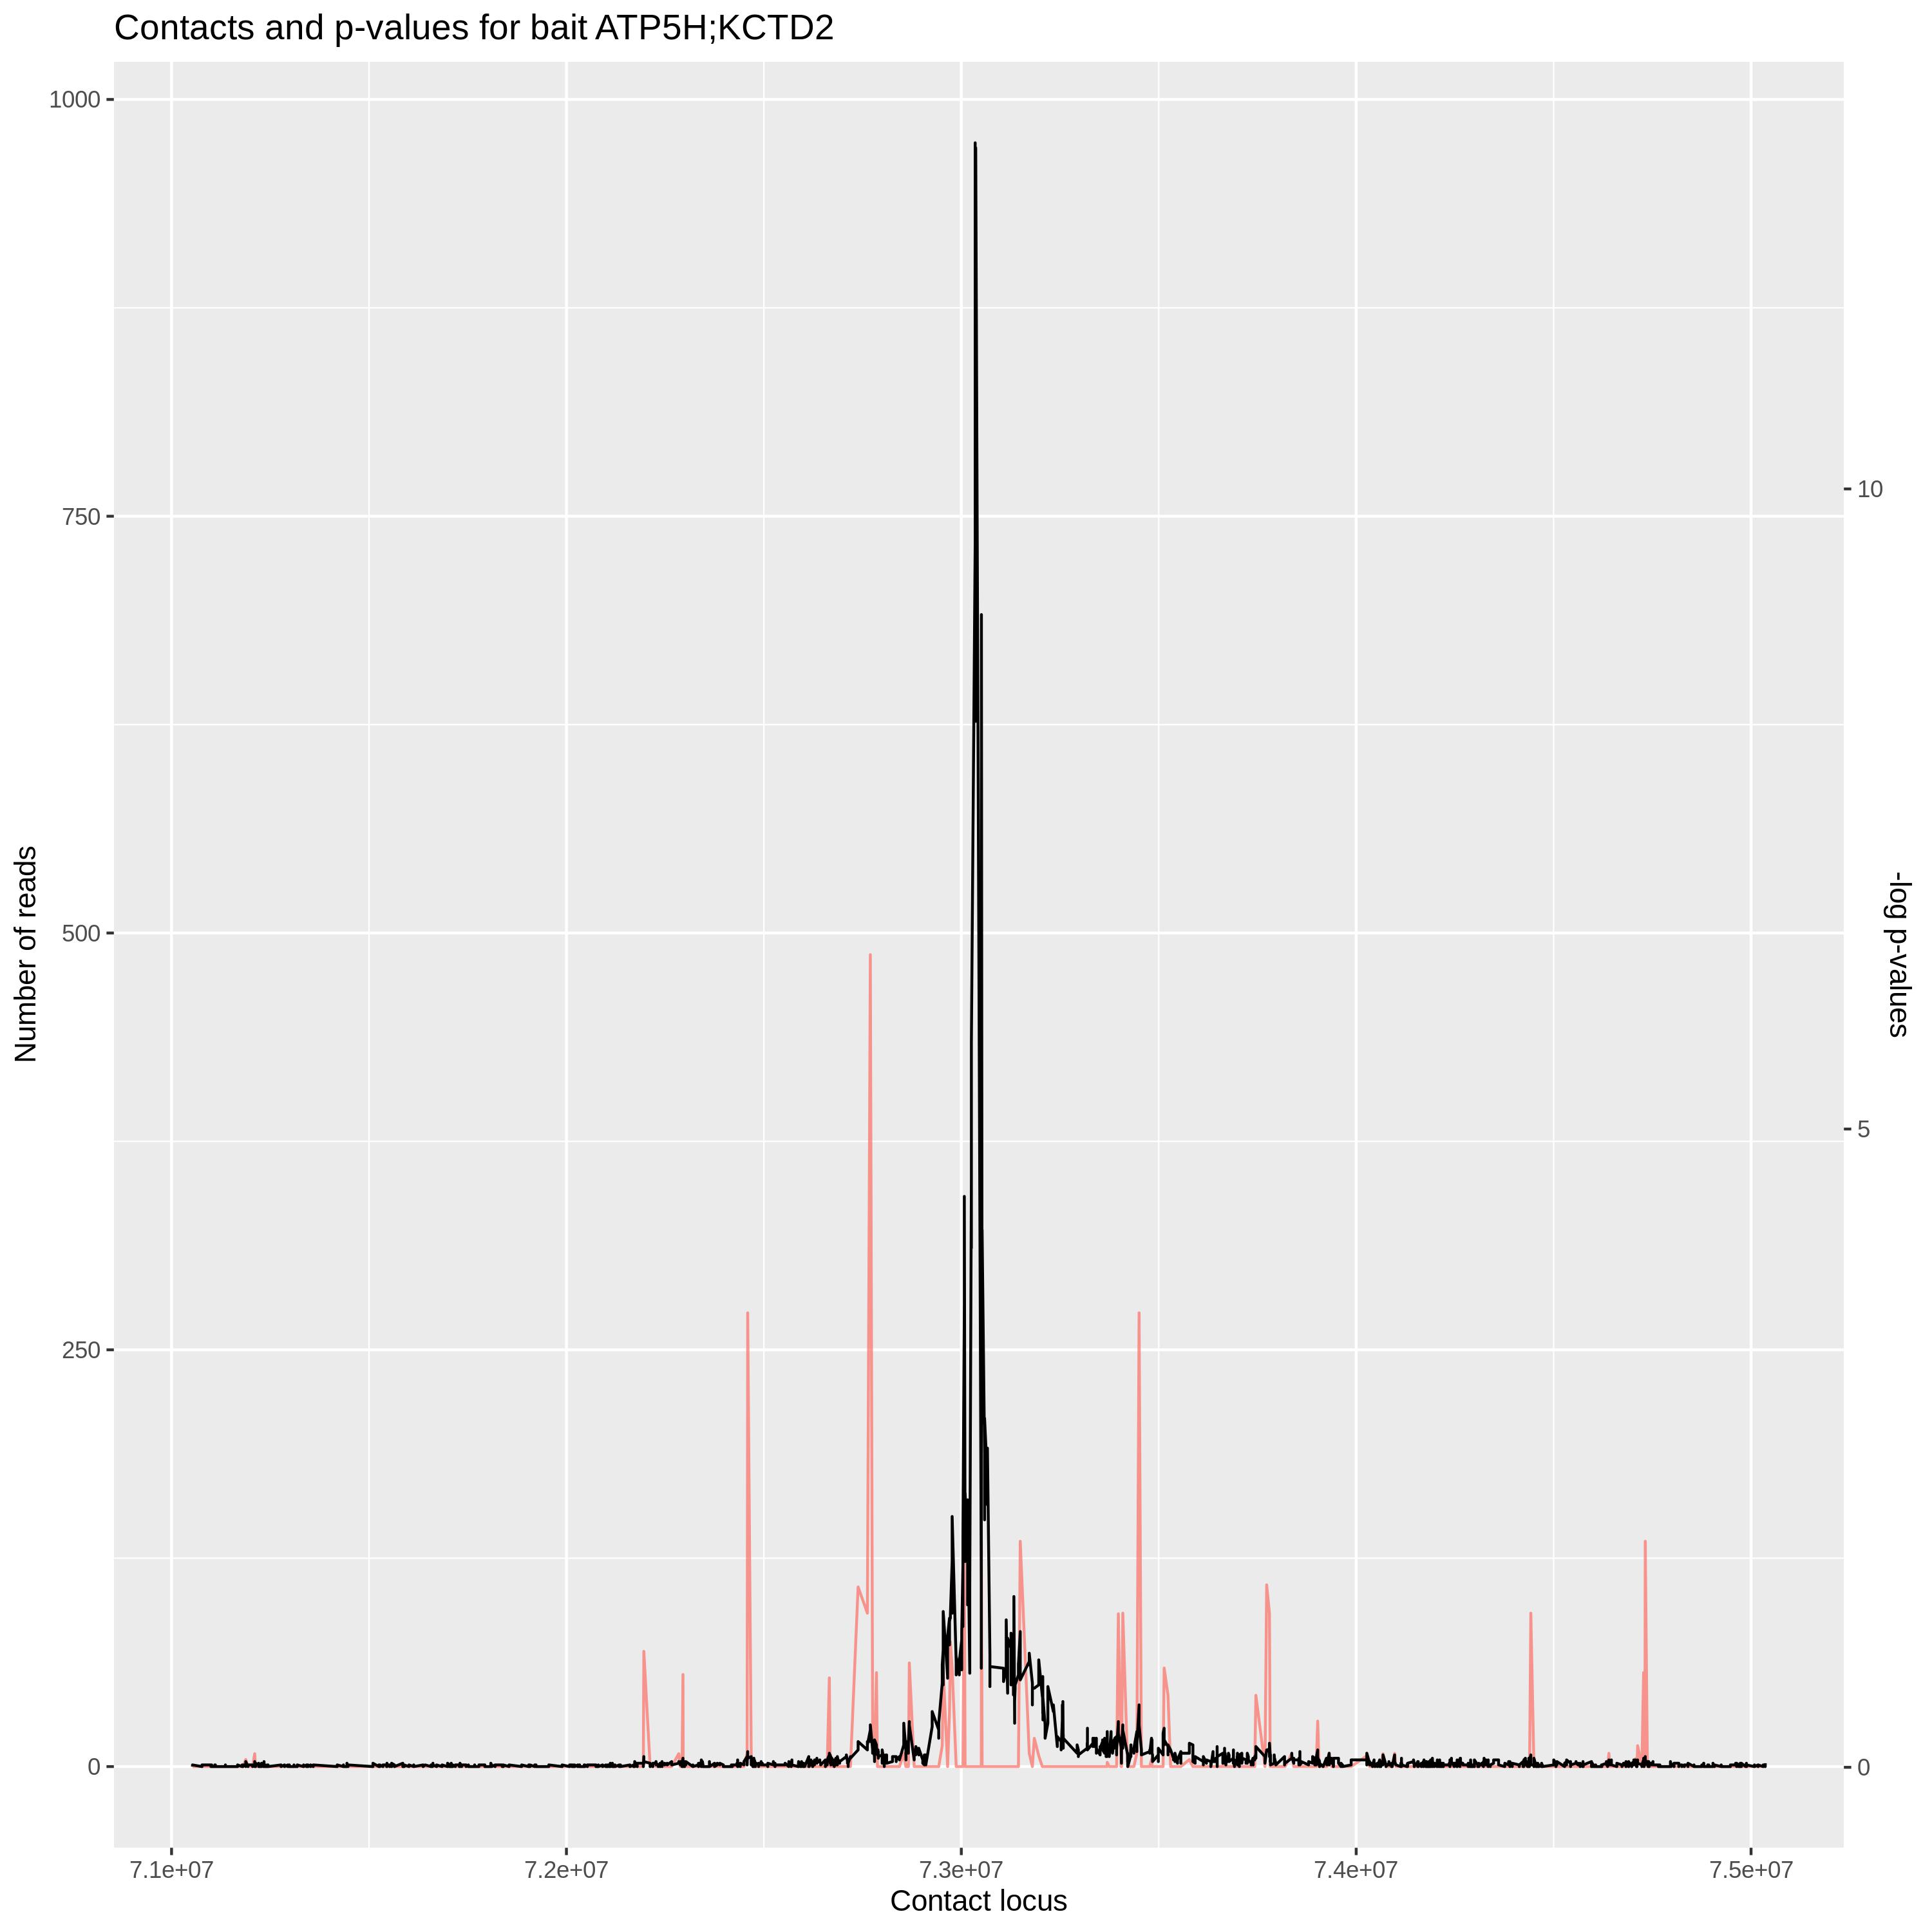 Contacts and p-values for bait ATP5H;KCTD2
1000
750
500
250
0
10
5
0
Number of reads
-log p-values
7.1e+07 7.2e+07 7.3e+07 7.4e+07 7.5e+07
Contact locus